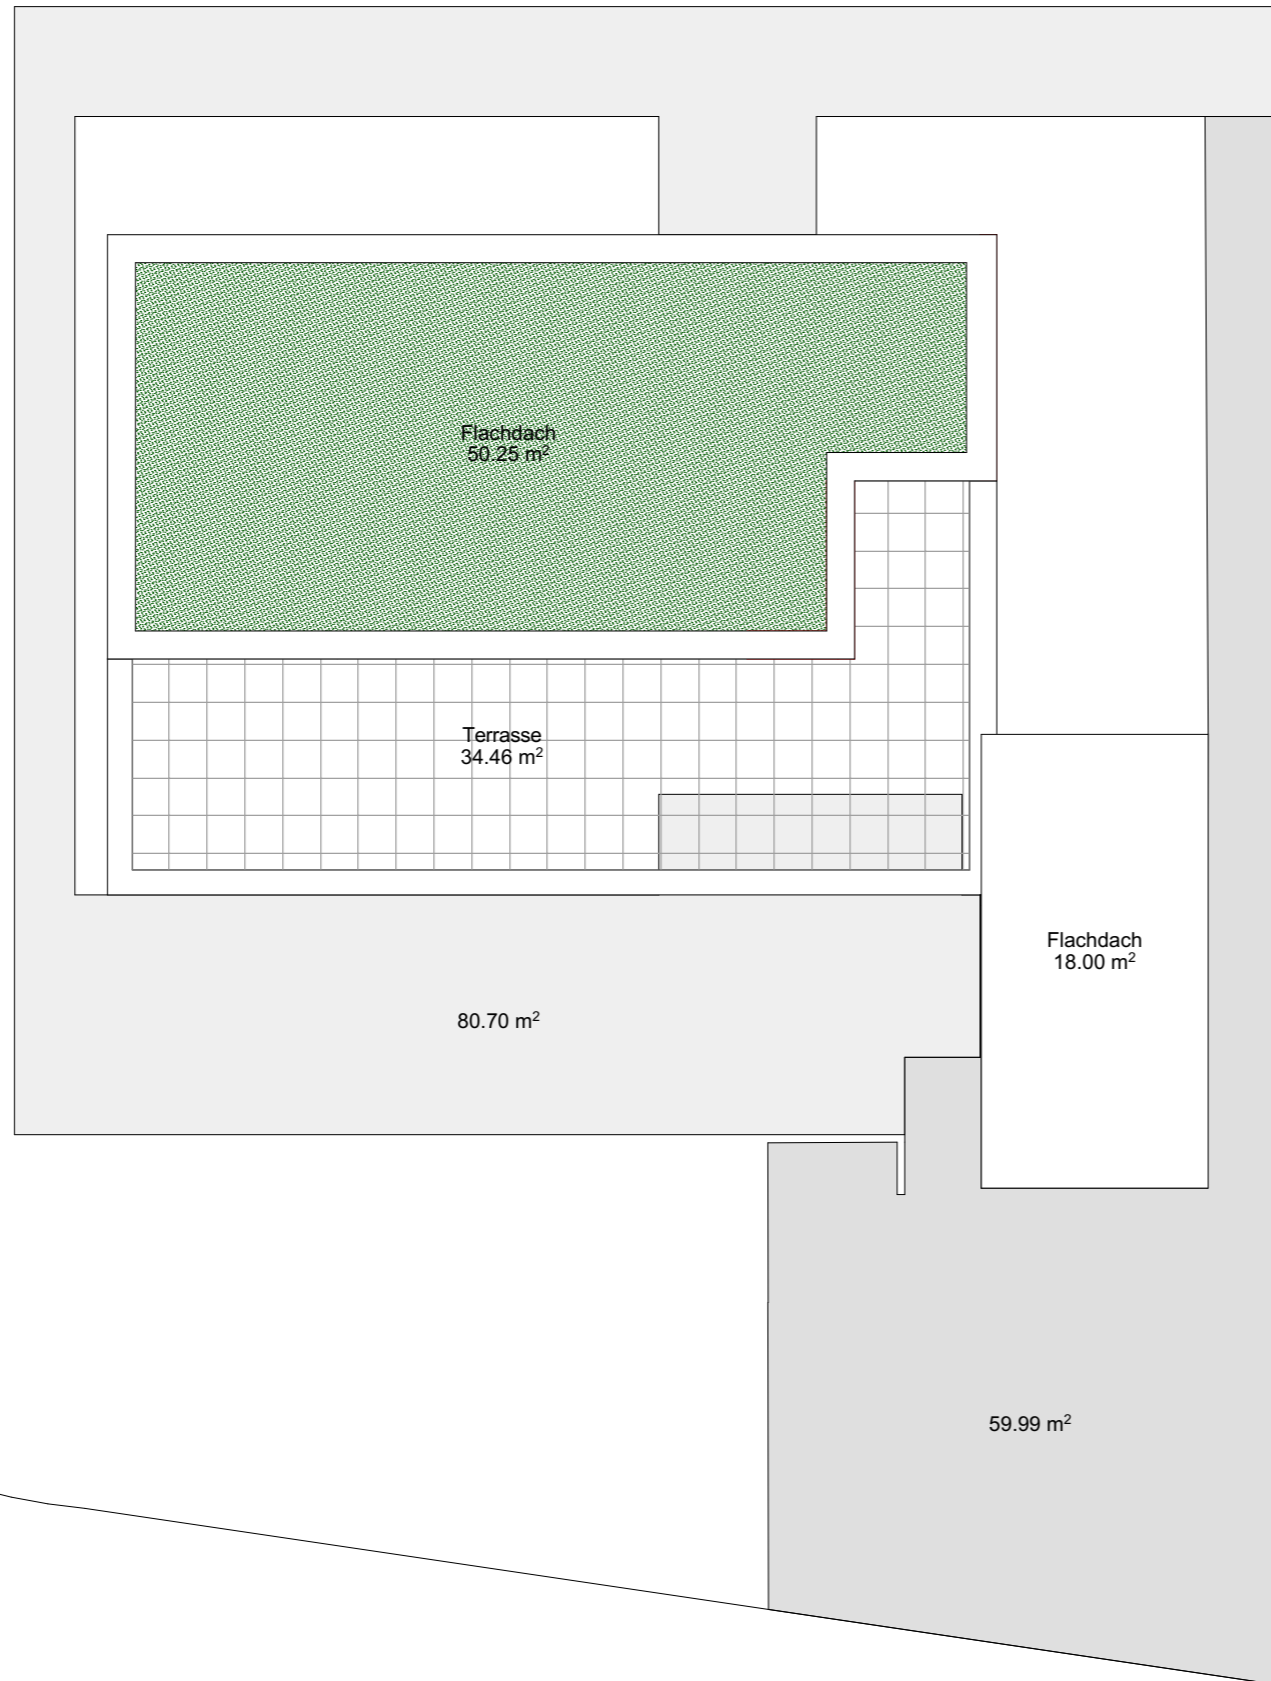 Flachdach
50.25 m²
Terrasse
34.46 m²
Flachdach
18.00 m²
80.70 m²
59.99 m²